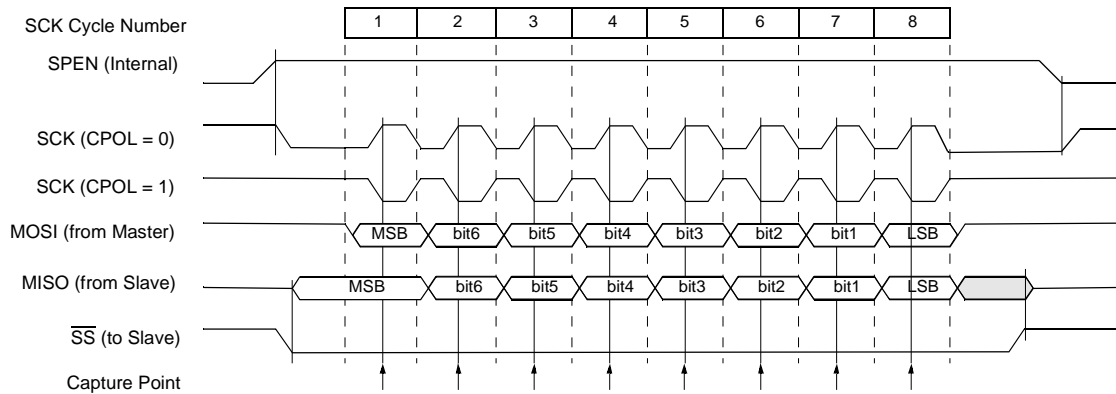 SCK Cycle Number 1 2 3 4 5 6 7 8
SPEN (Internal)
SCK (CPOL = 0)
SCK (CPOL = 1)
MOSI (from Master) MSB bit6 bit5 bit4 bit3 bit2 bit1 LSB
MISO (from Slave) MSB bit6 bit5 bit4 bit3 bit2 bit1 LSB
SS (to Slave)
Capture Point